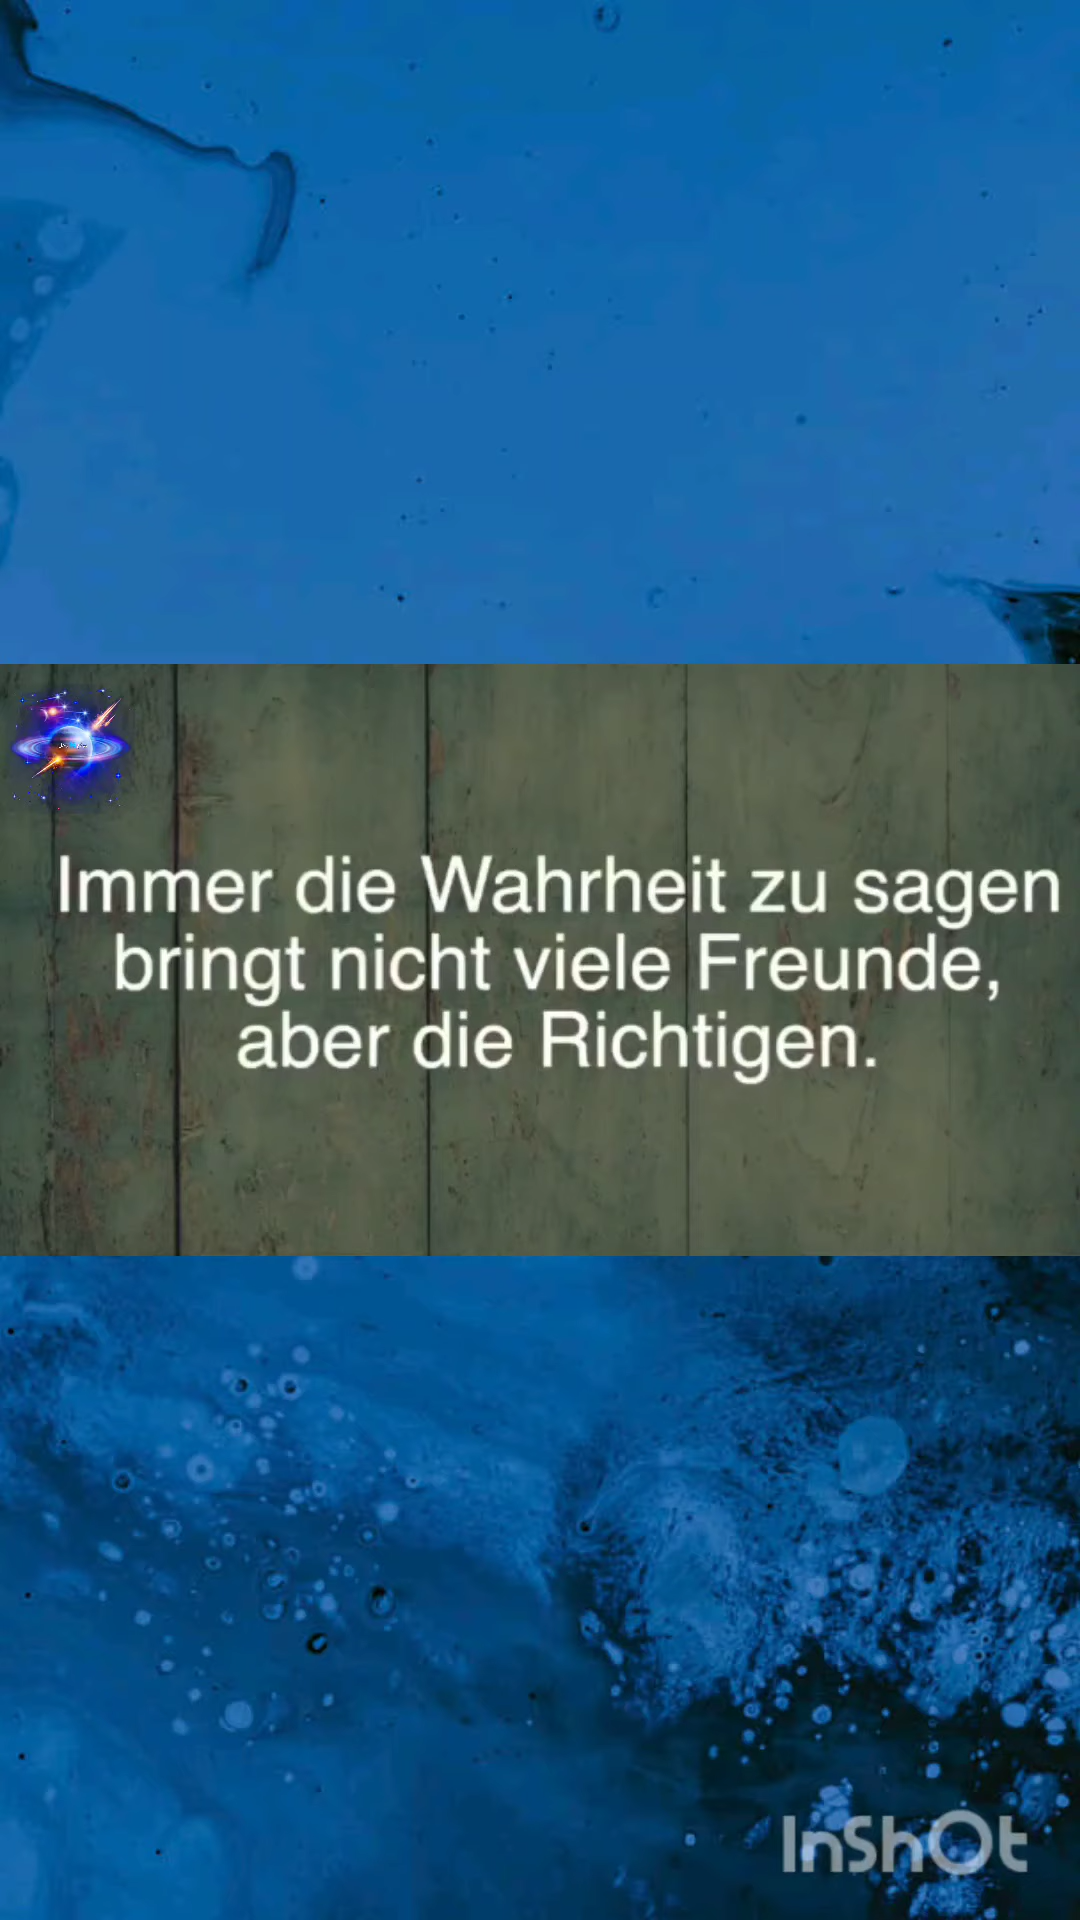 Immer die Wahrheit zu sagen
bringt nicht viele Freunde,
aber die Richtigen.
InShOt